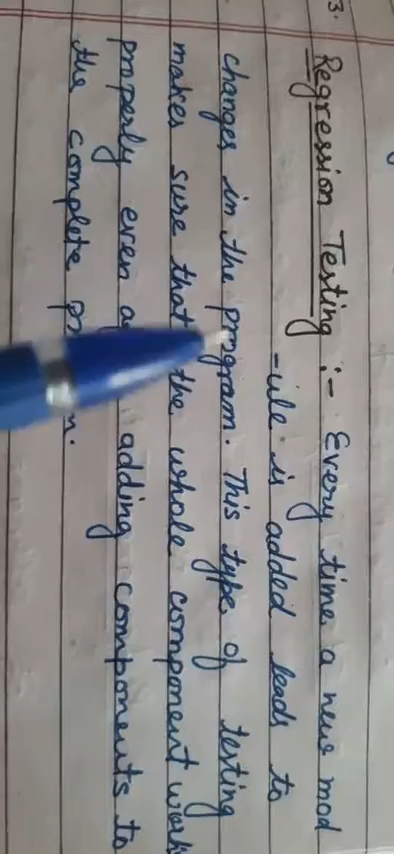 3. Regression Testing :- Every time a new mod
-ule is added leads to
changes in the program. This type of testing
makes sure that the whole component work
properly even adding components to
the complete